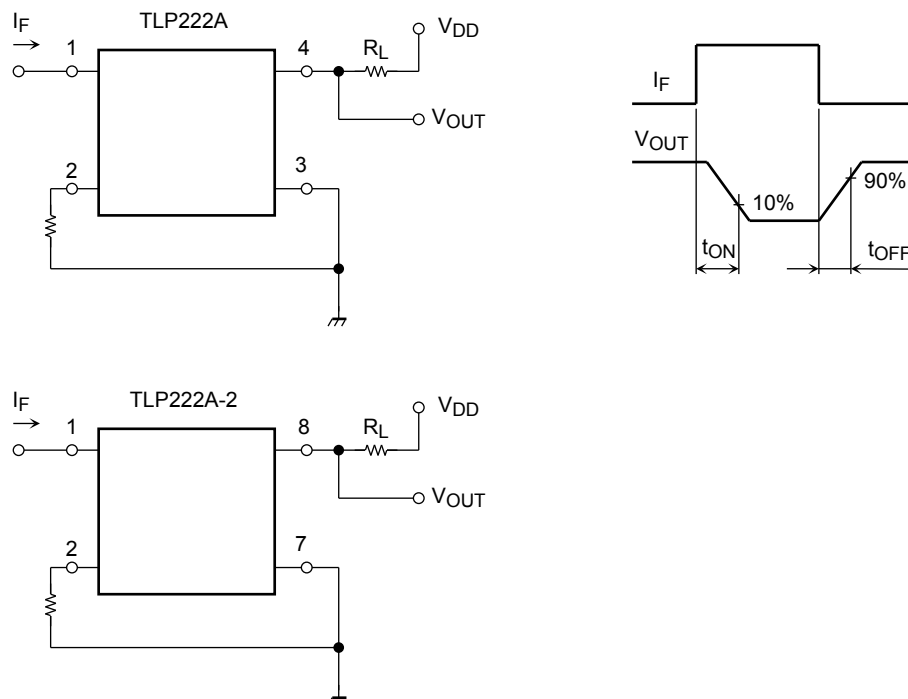 TLP222A
IF
1
4
RL
VDD
VOUT
2
3
IF
VOUT
10%
90%
tON
tOFF
TLP222A-2
IF
1
8
RL
VDD
VOUT
2
7